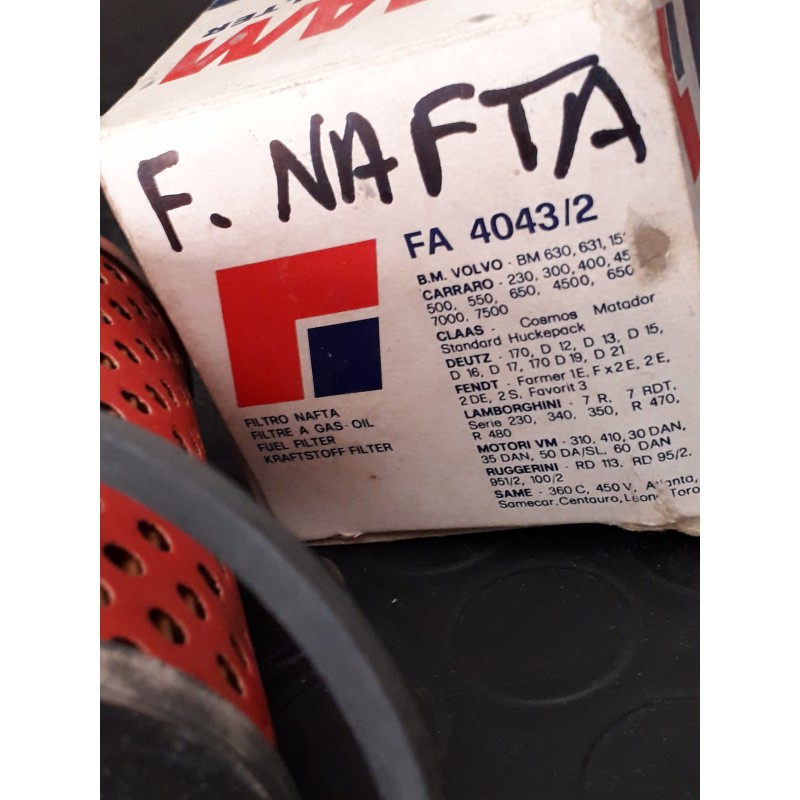 F. NAFTA
FA 4043/2
B.M. VOLVO - BM 630, 631,
CARRARO - 230, 300, 400,
500, 550, 650, 4500, 650
7000, 7500
CLAAS - Cosmos Matador
Standard Huckepack
DEUTZ - 170, D 12, D 13, D 15,
D 16, D 17, 170 D 19, D 21
FENDT - Farmer 1E, F x 2 E, 2 E,
2 DE, 2 S, Favorit 3
LAMBORGHINI - 7 R, 7 RDT,
Serie 230, 340, 350, R 470,
R 480
MOTORI VM - 310, 410, 30 DAN,
35 DAN, 50 DA/SL, 60 DAN
RUGGERINI - RD 113, RD 95/2,
951/2, 100/2
SAME - 360 C, 450 V,
Samecar, Centauro,
FILTRO NAFTA
FILTRE A GAS-OIL
FUEL FILTER
KRAFTSTOFF FILTER